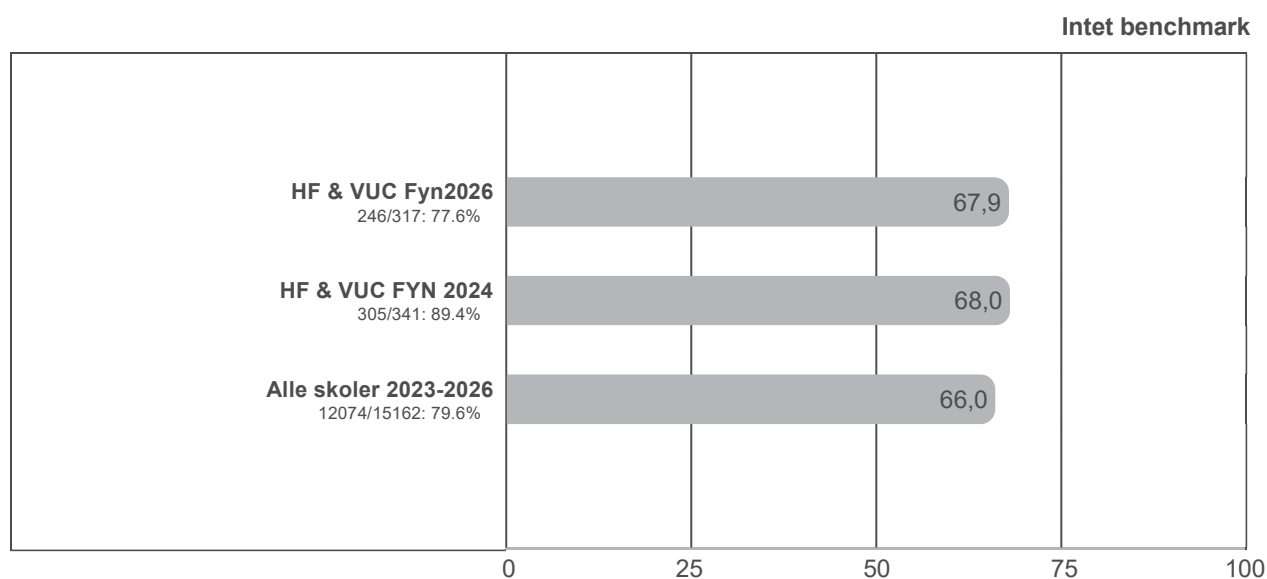 Intet benchmark
HF & VUC Fyn2026
246/317: 77.6%
67,9
HF & VUC FYN 2024
305/341: 89.4%
68,0
Alle skoler 2023-2026
12074/15162: 79.6%
66,0
0 25 50 75 100